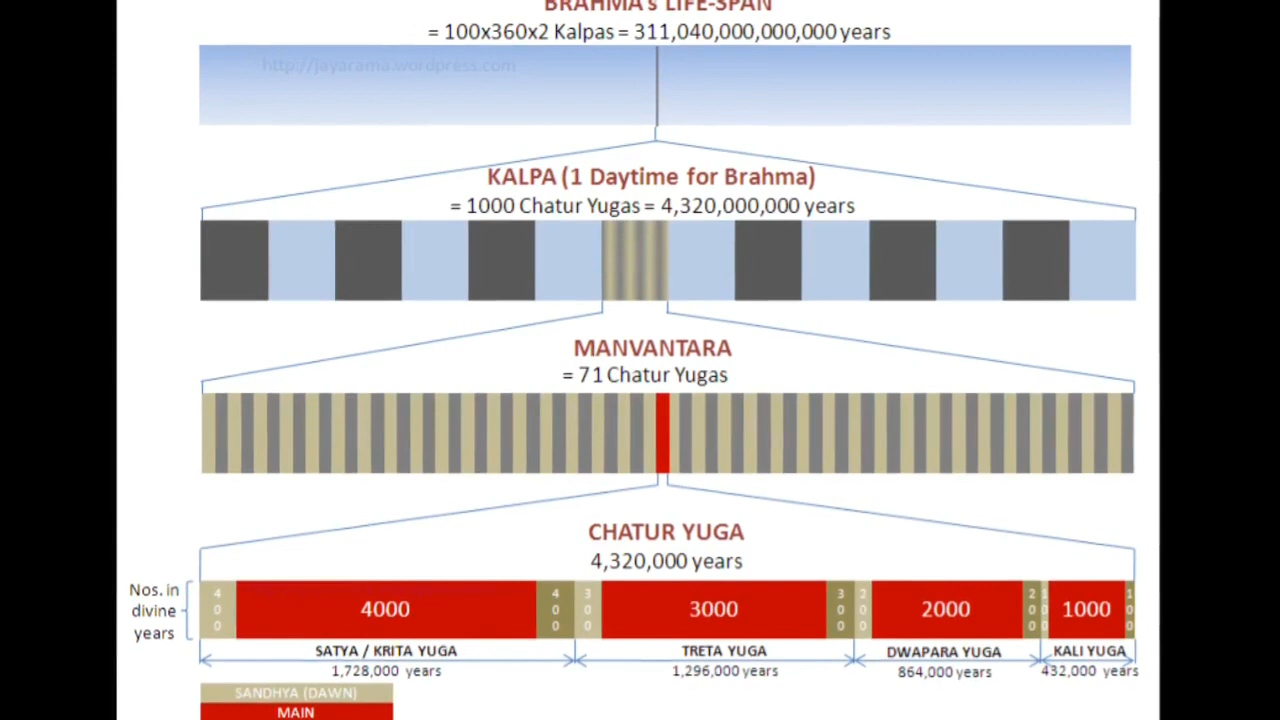 BRAHMA's LIFE-SPAN
= 100x360x2 Kalpas = 311,040,000,000,000 years
http://jayarama.wordpress.com
KALPA (1 Daytime for Brahma)
= 1000 Chatur Yugas = 4,320,000,000 years
MANVANTARA
= 71 Chatur Yugas
CHATUR YUGA
4,320,000 years
Nos. in
divine
years
400 4000 400 300 3000 300 200 2000 200 100 1000 100
SATYA / KRITA YUGA TRETA YUGA DWAPARA YUGA KALI YUGA
1,728,000 years 1,296,000 years 864,000 years 432,000 years
SANDHYA (DAWN)
MAIN